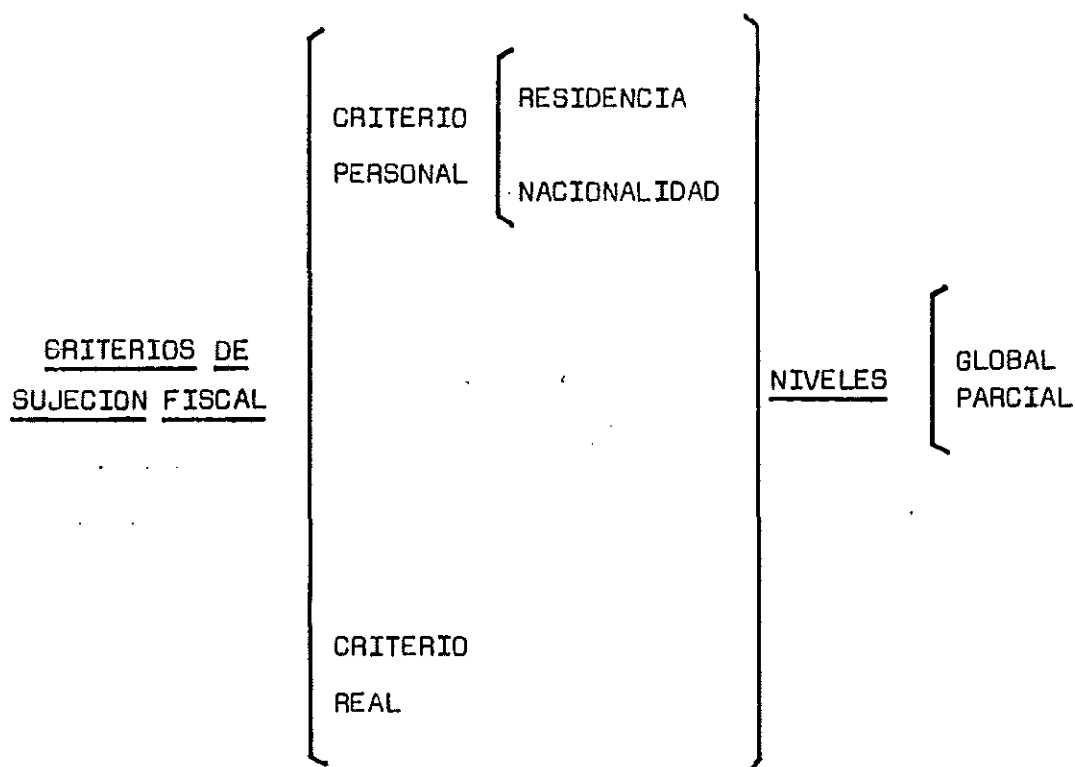 CRITERIOS DE
SUJECION FISCAL
CRITERIO
PERSONAL
RESIDENCIA
NACIONALIDAD
CRITERIO
REAL
NIVELES
GLOBAL
PARCIAL